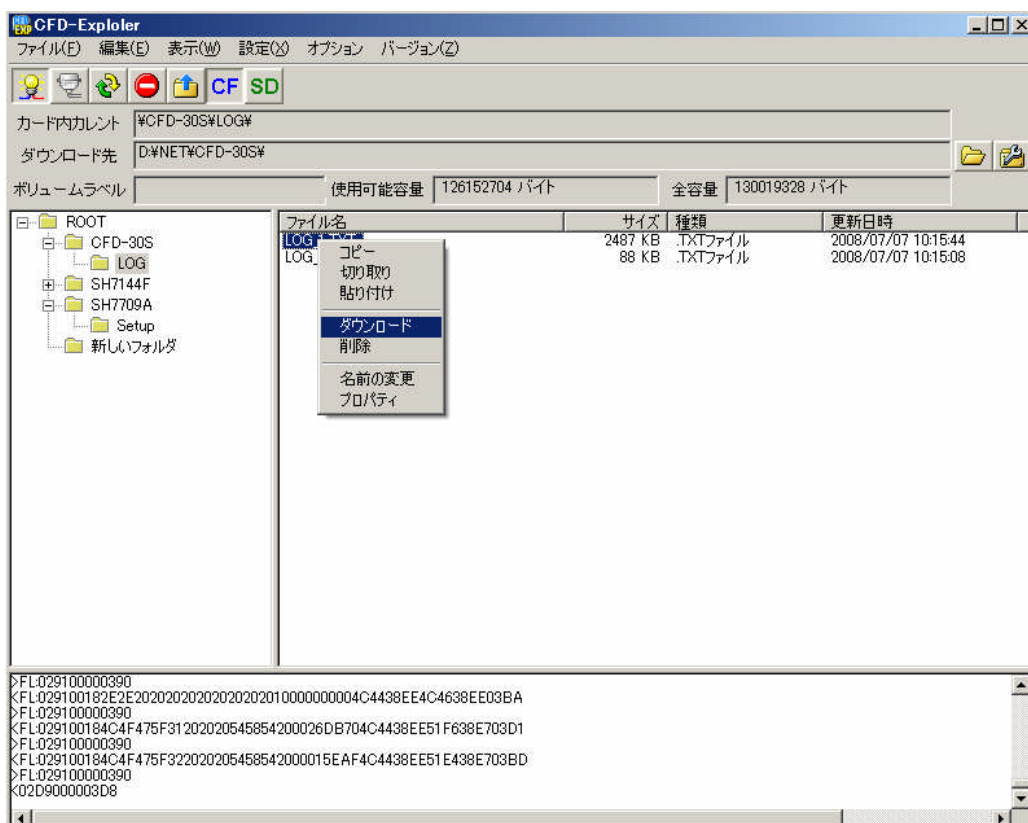 CFD-Exploler
ファイル(F) 編集(E) 表示(W) 設定(X) オプション バージョン(Z)
CF SD
カード内カレント ¥CFD-30S¥LOG¥
ダウンロード先 D:¥NET¥CFD-30S¥
ボリュームラベル 使用可能容量 126152704 バイト 全容量 130019328 バイト
ROOT
CFD-30S
LOG
SH7144F
SH7709A
Setup
新しいフォルダ
ファイル名 サイズ 種類 更新日時
LOG_1.TXT 2487 KB .TXTファイル 2008/07/07 10:15:44
LOG_ 88 KB .TXTファイル 2008/07/07 10:15:08
コピー
切り取り
貼り付け
ダウンロード
削除
名前の変更
プロパティ
>FL:029100000390
<FL:029100182E2E20202020202020202010000000004C4438EE4C4638EE03BA
>FL:029100000390
<FL:029100184C4F475F31202020545854200026DB704C4438EE51F638E703D1
>FL:029100000390
<FL:029100184C4F475F322020205458542000015EAF4C4438EE51E438E703BD
>FL:029100000390
<02D9000003D8